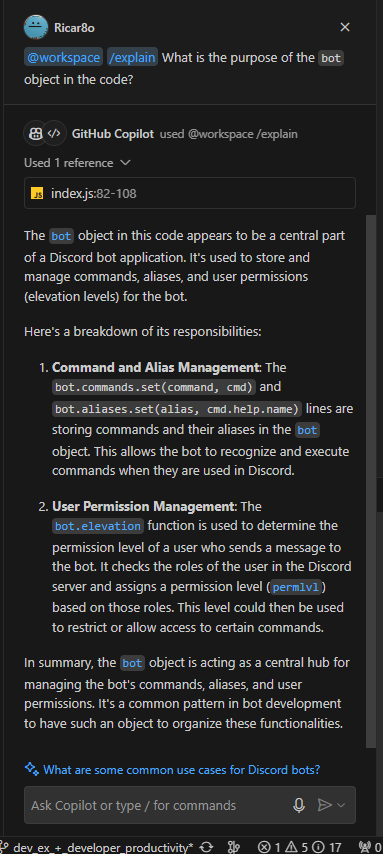 Ricar8o
@workspace /explain What is the purpose of the bot
object in the code?
GitHub Copilot used @workspace /explain
Used 1 reference
JS index.js:82-108
The bot object in this code appears to be a central part
of a Discord bot application. It's used to store and
manage commands, aliases, and user permissions
(elevation levels) for the bot.
Here's a breakdown of its responsibilities:
1. Command and Alias Management: The
bot.commands.set(command, cmd) and
bot.aliases.set(alias, cmd.help.name) lines are
storing commands and their aliases in the bot
object. This allows the bot to recognize and execute
commands when they are used in Discord.
2. User Permission Management: The
bot.elevation function is used to determine the
permission level of a user who sends a message to
the bot. It checks the roles of the user in the Discord
server and assigns a permission level (permlvl)
based on those roles. This level could then be used
to restrict or allow access to certain commands.
In summary, the bot object is acting as a central hub for
managing the bot's commands, aliases, and user
permissions. It's a common pattern in bot development
to have such an object to organize these functionalities.
What are some common use cases for Discord bots?
Ask Copilot or type / for commands
dev_ex_+_developer_productivity* 1 5 17 0